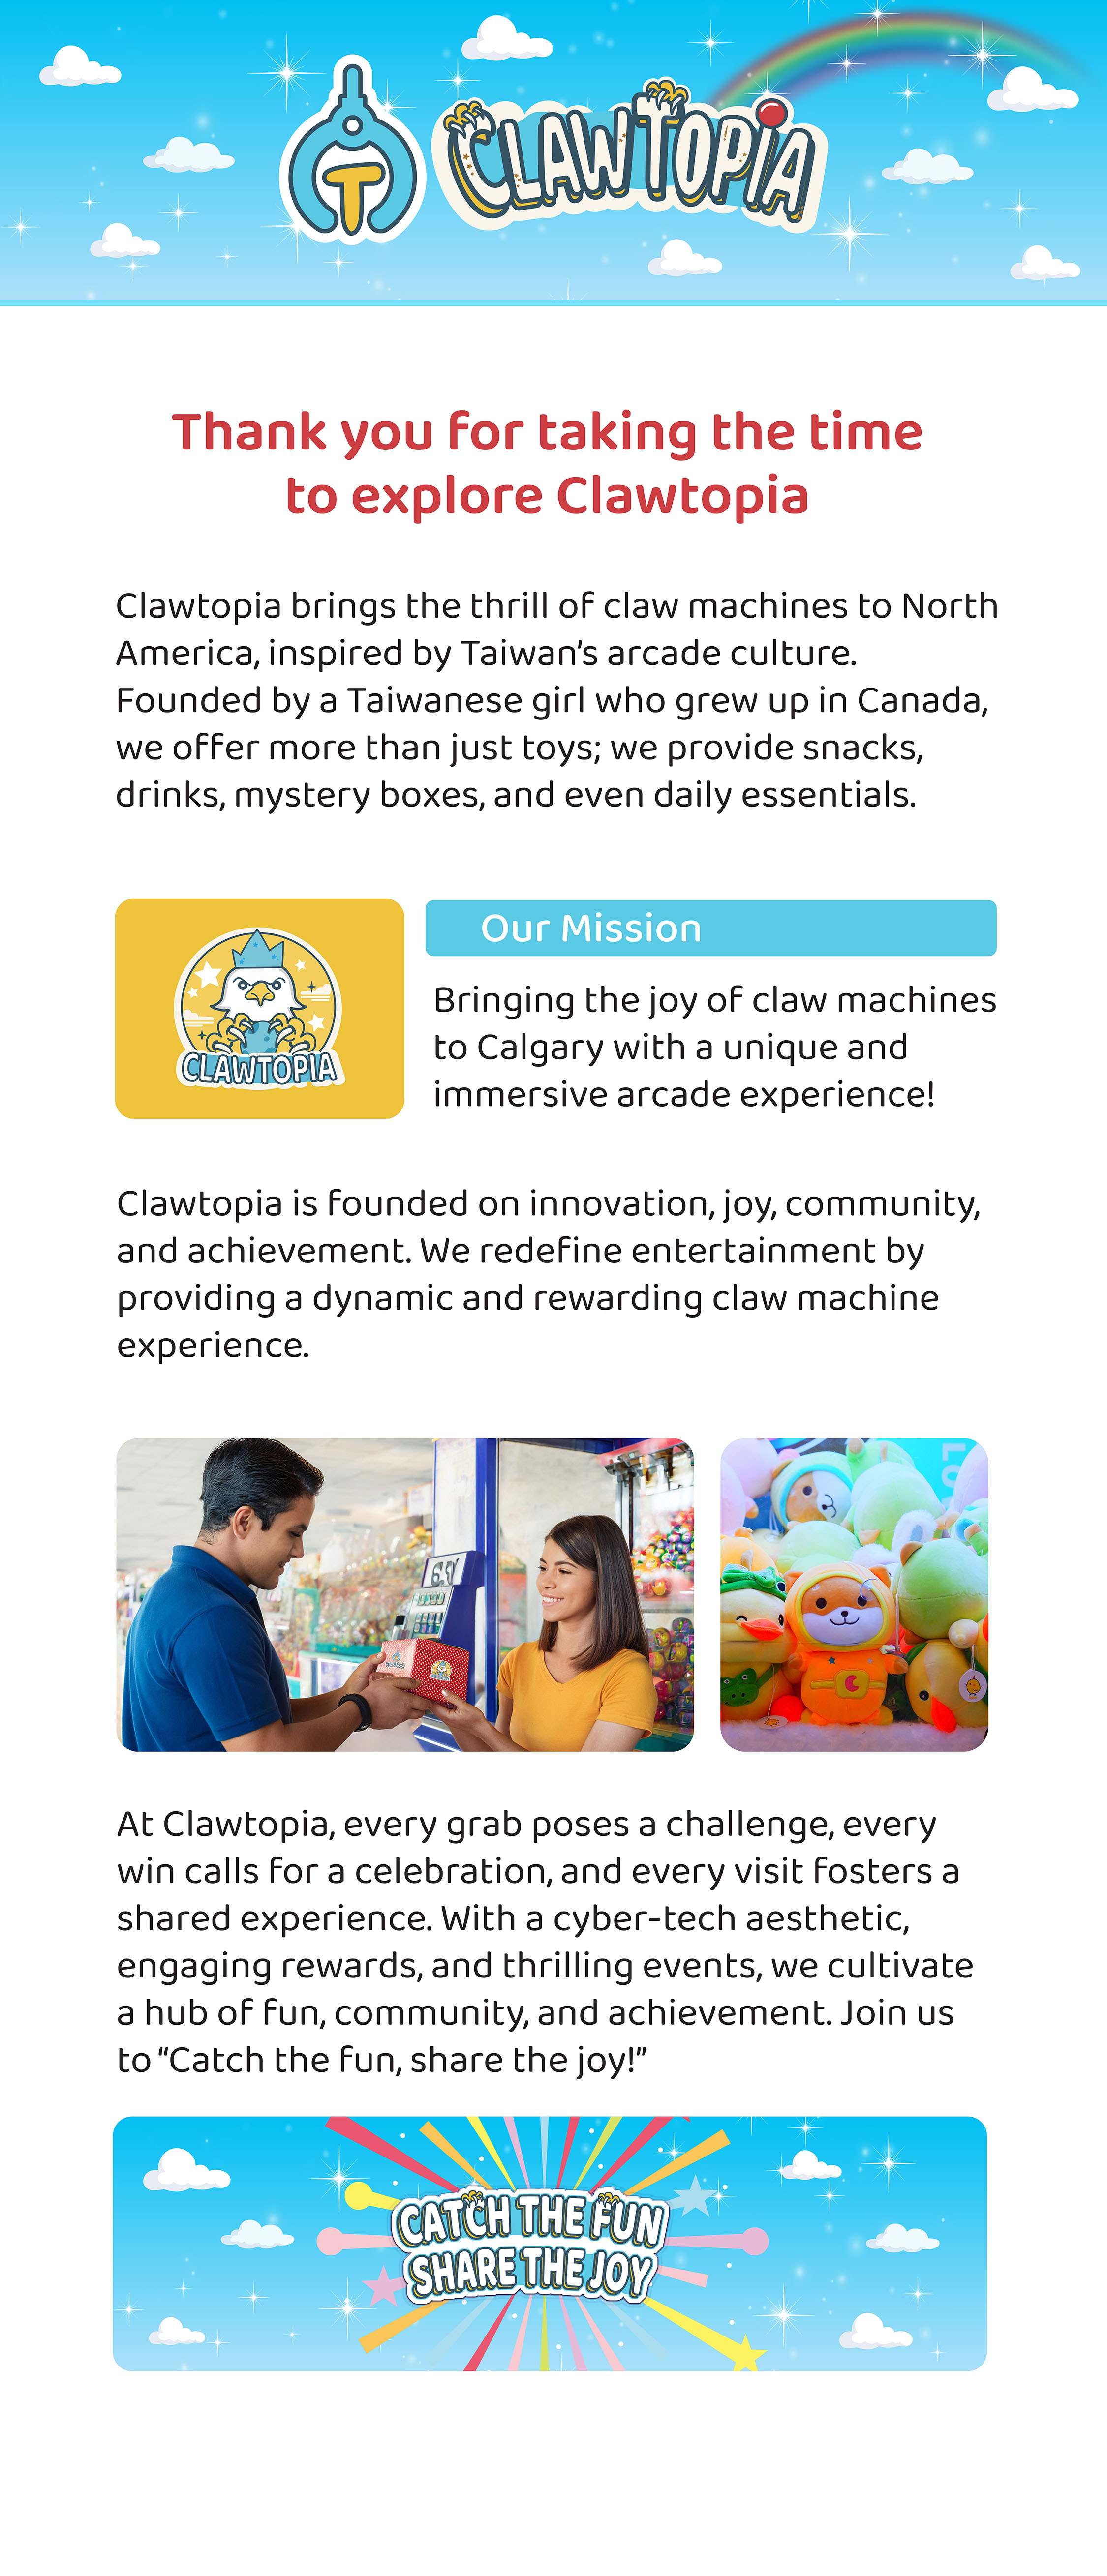 T
CLAWTOPIA
Thank you for taking the time
to explore Clawtopia
Clawtopia brings the thrill of claw machines to North
America, inspired by Taiwan’s arcade culture.
Founded by a Taiwanese girl who grew up in Canada,
we offer more than just toys; we provide snacks,
drinks, mystery boxes, and even daily essentials.
CLAWTOPIA
Our Mission
Bringing the joy of claw machines
to Calgary with a unique and
immersive arcade experience!
Clawtopia is founded on innovation, joy, community,
and achievement. We redefine entertainment by
providing a dynamic and rewarding claw machine
experience.
At Clawtopia, every grab poses a challenge, every
win calls for a celebration, and every visit fosters a
shared experience. With a cyber-tech aesthetic,
engaging rewards, and thrilling events, we cultivate
a hub of fun, community, and achievement. Join us
to “Catch the fun, share the joy!”
CATCH THE FUN
SHARE THE JOY